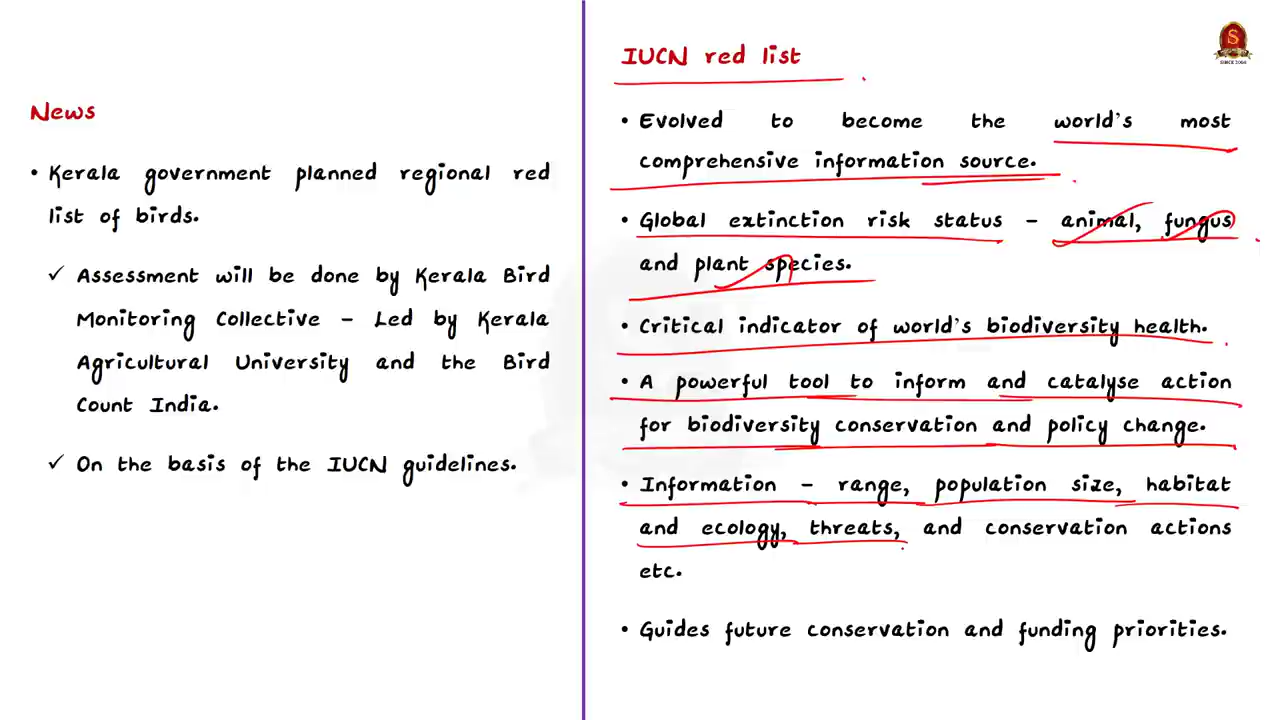 News
• Kerala government planned regional red
list of birds.
✓ Assessment will be done by Kerala Bird
Monitoring Collective – Led by Kerala
Agricultural University and the Bird
Count India.
✓ On the basis of the IUCN guidelines.
IUCN red list
• Evolved to become the world's most
comprehensive information source.
• Global extinction risk status – animal, fungus
and plant species.
• Critical indicator of world's biodiversity health.
• A powerful tool to inform and catalyse action
for biodiversity conservation and policy change.
• Information – range, population size, habitat
and ecology, threats, and conservation actions
etc.
• Guides future conservation and funding priorities.
S
SINCE 2004